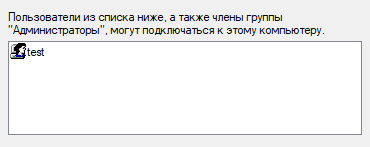 Пользователи из списка ниже, а также члены группы
"Администраторы", могут подключаться к этому компьютеру.
test